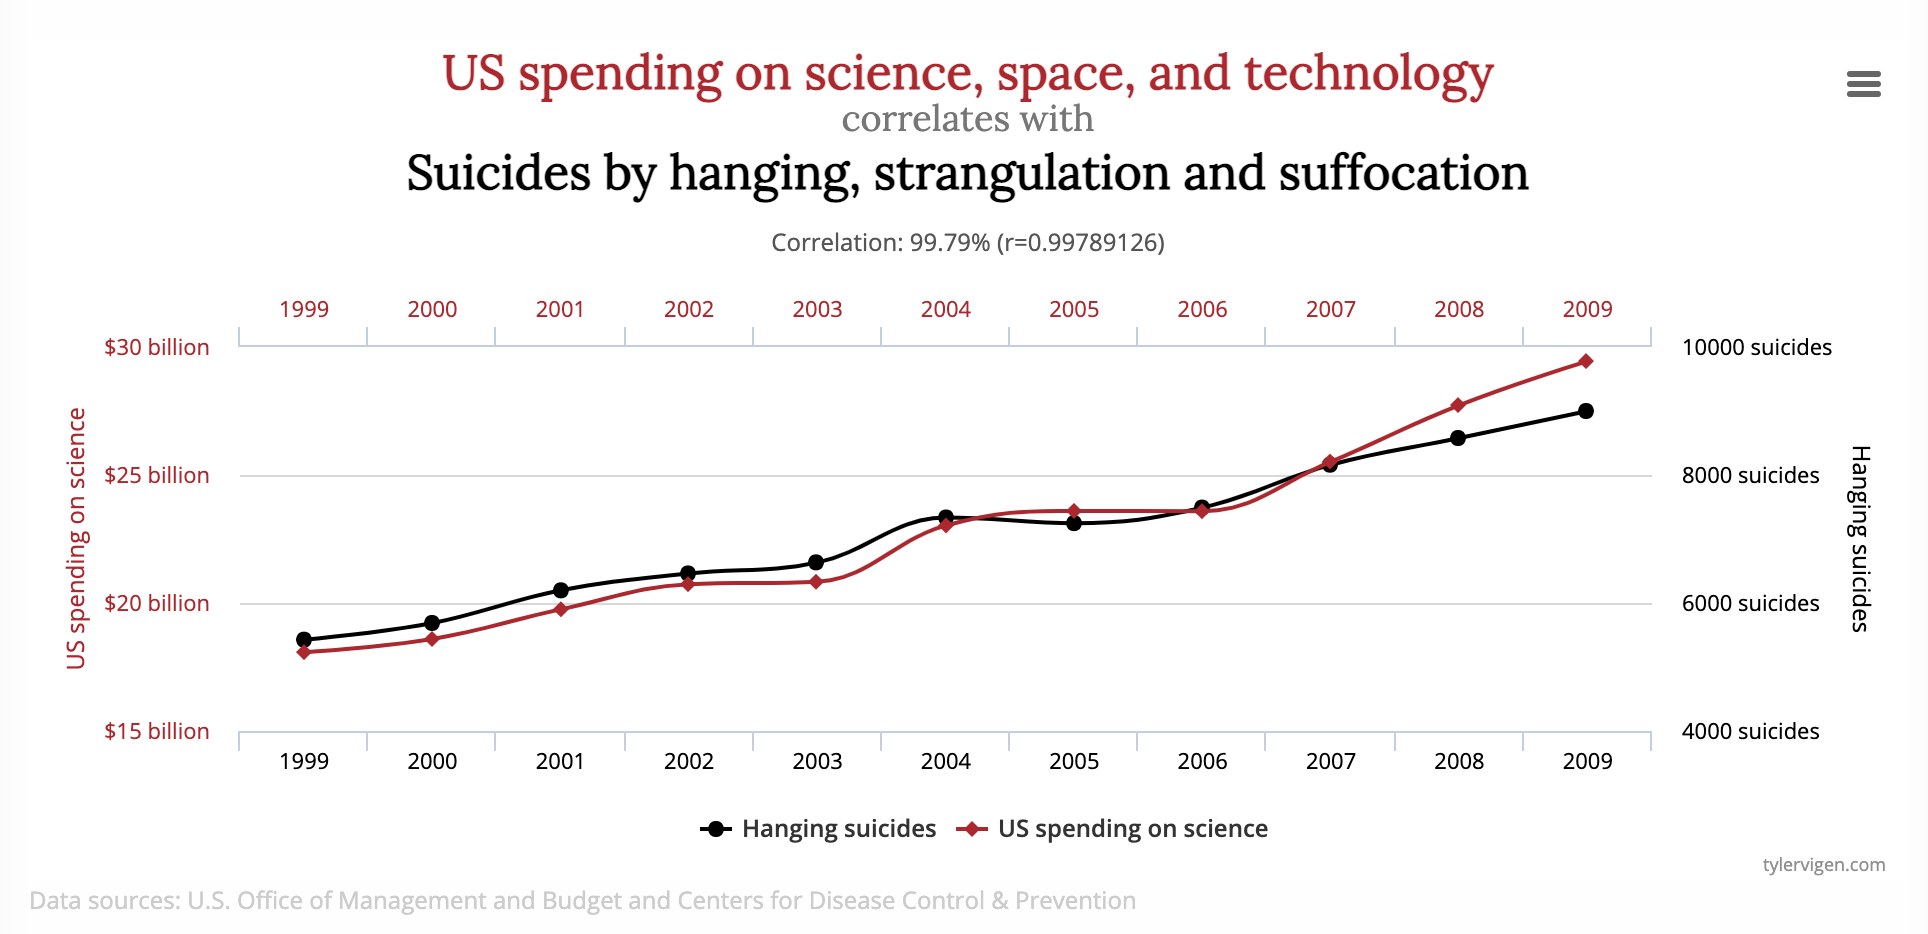 US spending on science, space, and technology
correlates with
Suicides by hanging, strangulation and suffocation
Correlation: 99.79% (r=0.99789126)
1999 2000 2001 2002 2003 2004 2005 2006 2007 2008 2009
$30 billion 10000 suicides
$25 billion 8000 suicides
$20 billion 6000 suicides
$15 billion 4000 suicides
US spending on science
Hanging suicides
1999 2000 2001 2002 2003 2004 2005 2006 2007 2008 2009
Hanging suicides US spending on science
tylervigen.com
Data sources: U.S. Office of Management and Budget and Centers for Disease Control & Prevention